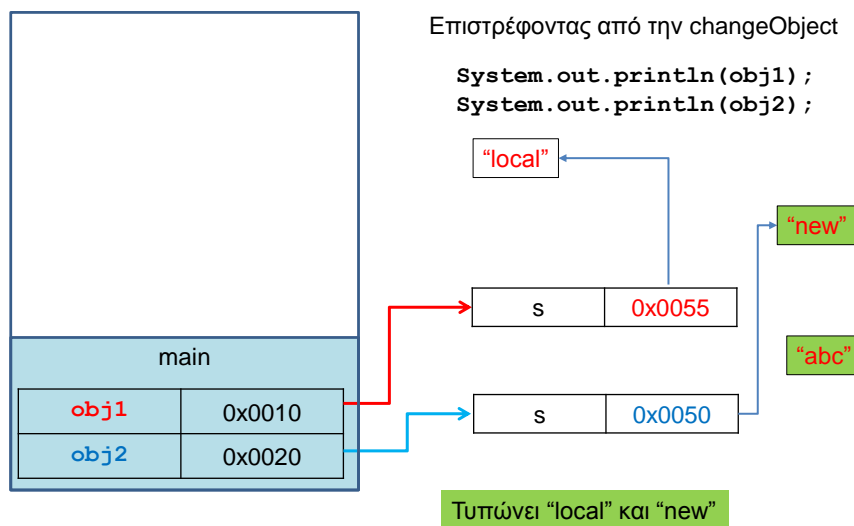 Επιστρέφοντας από την changeObject
System.out.println(obj1);
System.out.println(obj2);
“local”
“new”
s 0x0055
main
“abc”
obj1 0x0010
s 0x0050
obj2 0x0020
Τυπώνει “local” και “new”